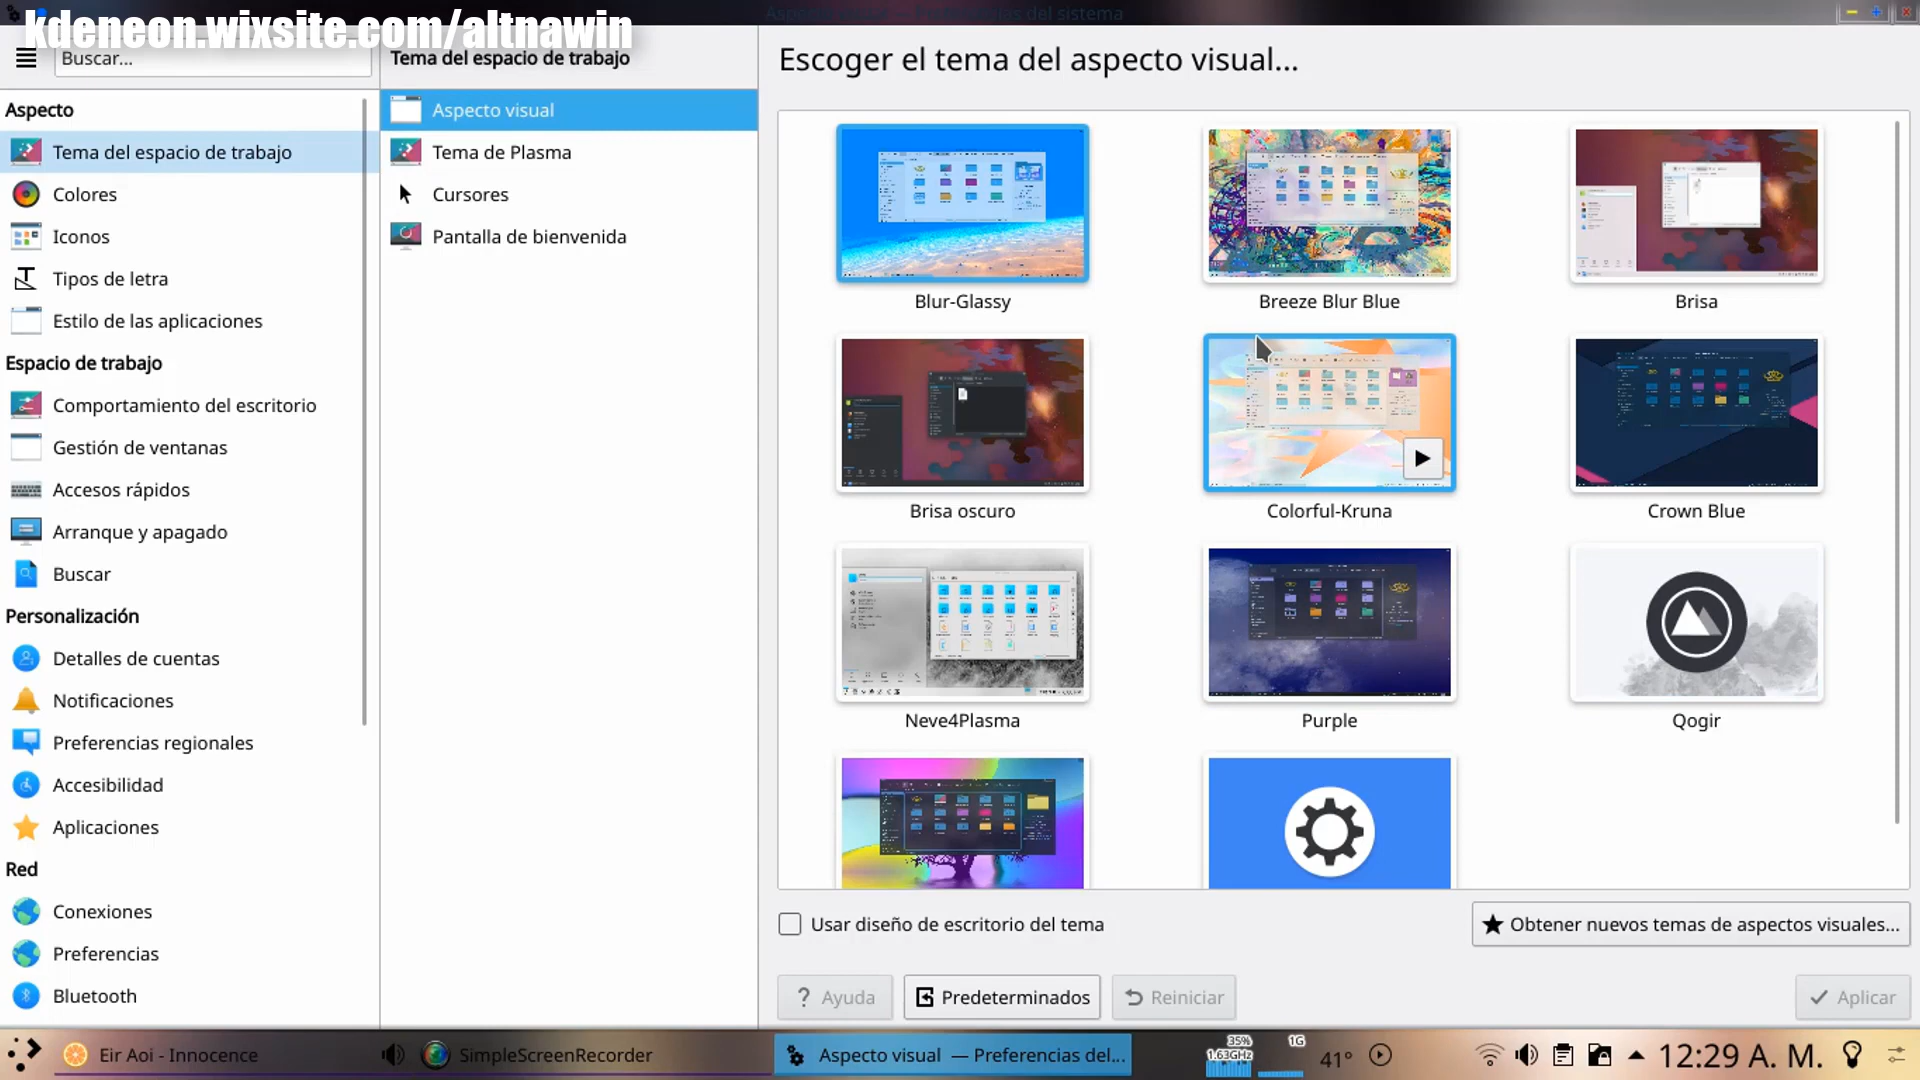 kdeneon.wixsite.com/altnawin
Buscar...
Tema del espacio de trabajo
Escoger el tema del aspecto visual...
Aspecto
Tema del espacio de trabajo
Colores
Iconos
Tipos de letra
Estilo de las aplicaciones
Espacio de trabajo
Comportamiento del escritorio
Gestión de ventanas
Accesos rápidos
Arranque y apagado
Buscar
Personalización
Detalles de cuentas
Notificaciones
Preferencias regionales
Accesibilidad
Aplicaciones
Red
Conexiones
Preferencias
Bluetooth
Aspecto visual
Tema de Plasma
Cursores
Pantalla de bienvenida
Blur-Glassy
Breeze Blur Blue
Brisa
Brisa oscuro
Colorful-Kruna
Crown Blue
Neve4Plasma
Purple
Qogir
Usar diseño de escritorio del tema
Obtener nuevos temas de aspectos visuales...
? Ayuda
Predeterminados
Reiniciar
Aplicar
Eir Aoi - Innocence
SimpleScreenRecorder
Aspecto visual — Preferencias del...
35%
1.63GHz
1G
41°
12:29 A. M.